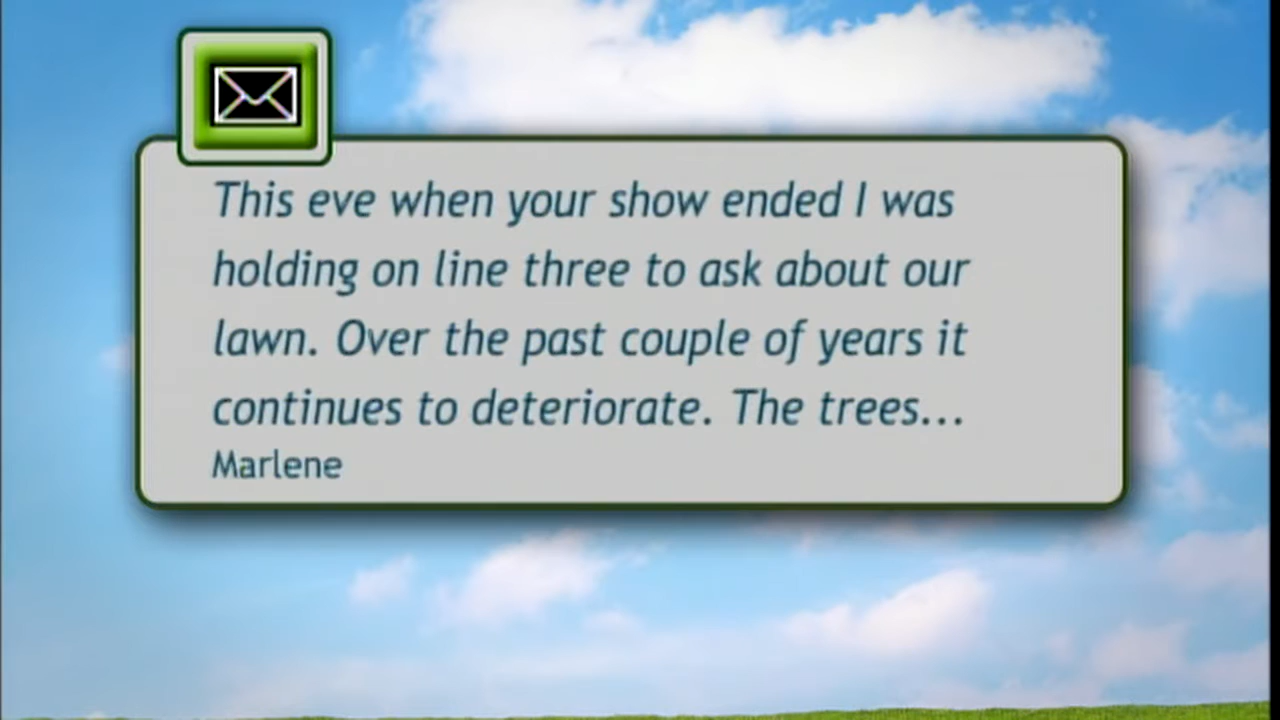 This eve when your show ended I was
holding on line three to ask about our
lawn. Over the past couple of years it
continues to deteriorate. The trees...
Marlene